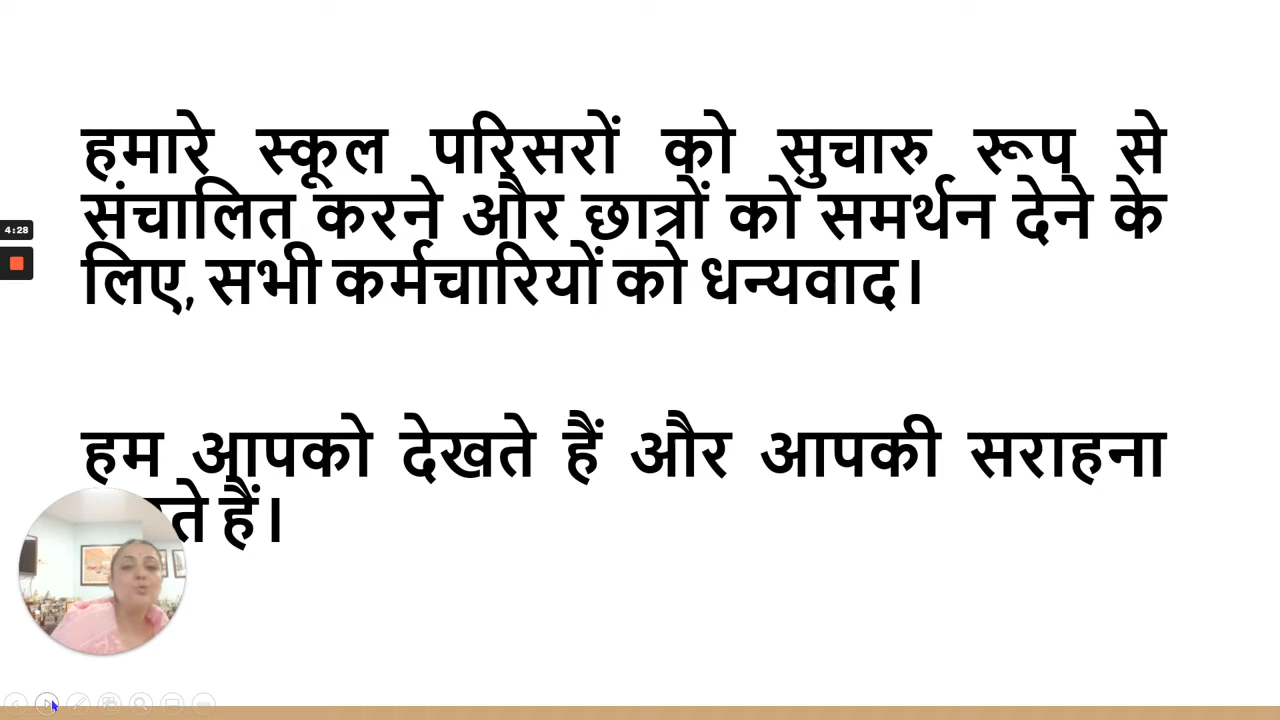 हमारे स्कूल परिसरों को सुचारु रूप से
संचालित करने और छात्रों को समर्थन देने के
लिए, सभी कर्मचारियों को धन्यवाद।
हम आपको देखते हैं और आपकी सराहना
हैं।
4:28